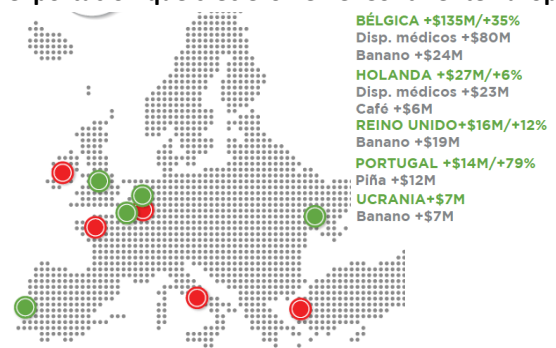 BÉLGICA +$135M/+35%
Disp. médicos +$80M
Banano +$24M
HOLANDA +$27M/+6%
Disp. médicos +$23M
Café +$6M
REINO UNIDO+$16M/+12%
Banano +$19M
PORTUGAL +$14M/+79%
Piña +$12M
UCRANIA+$7M
Banano +$7M